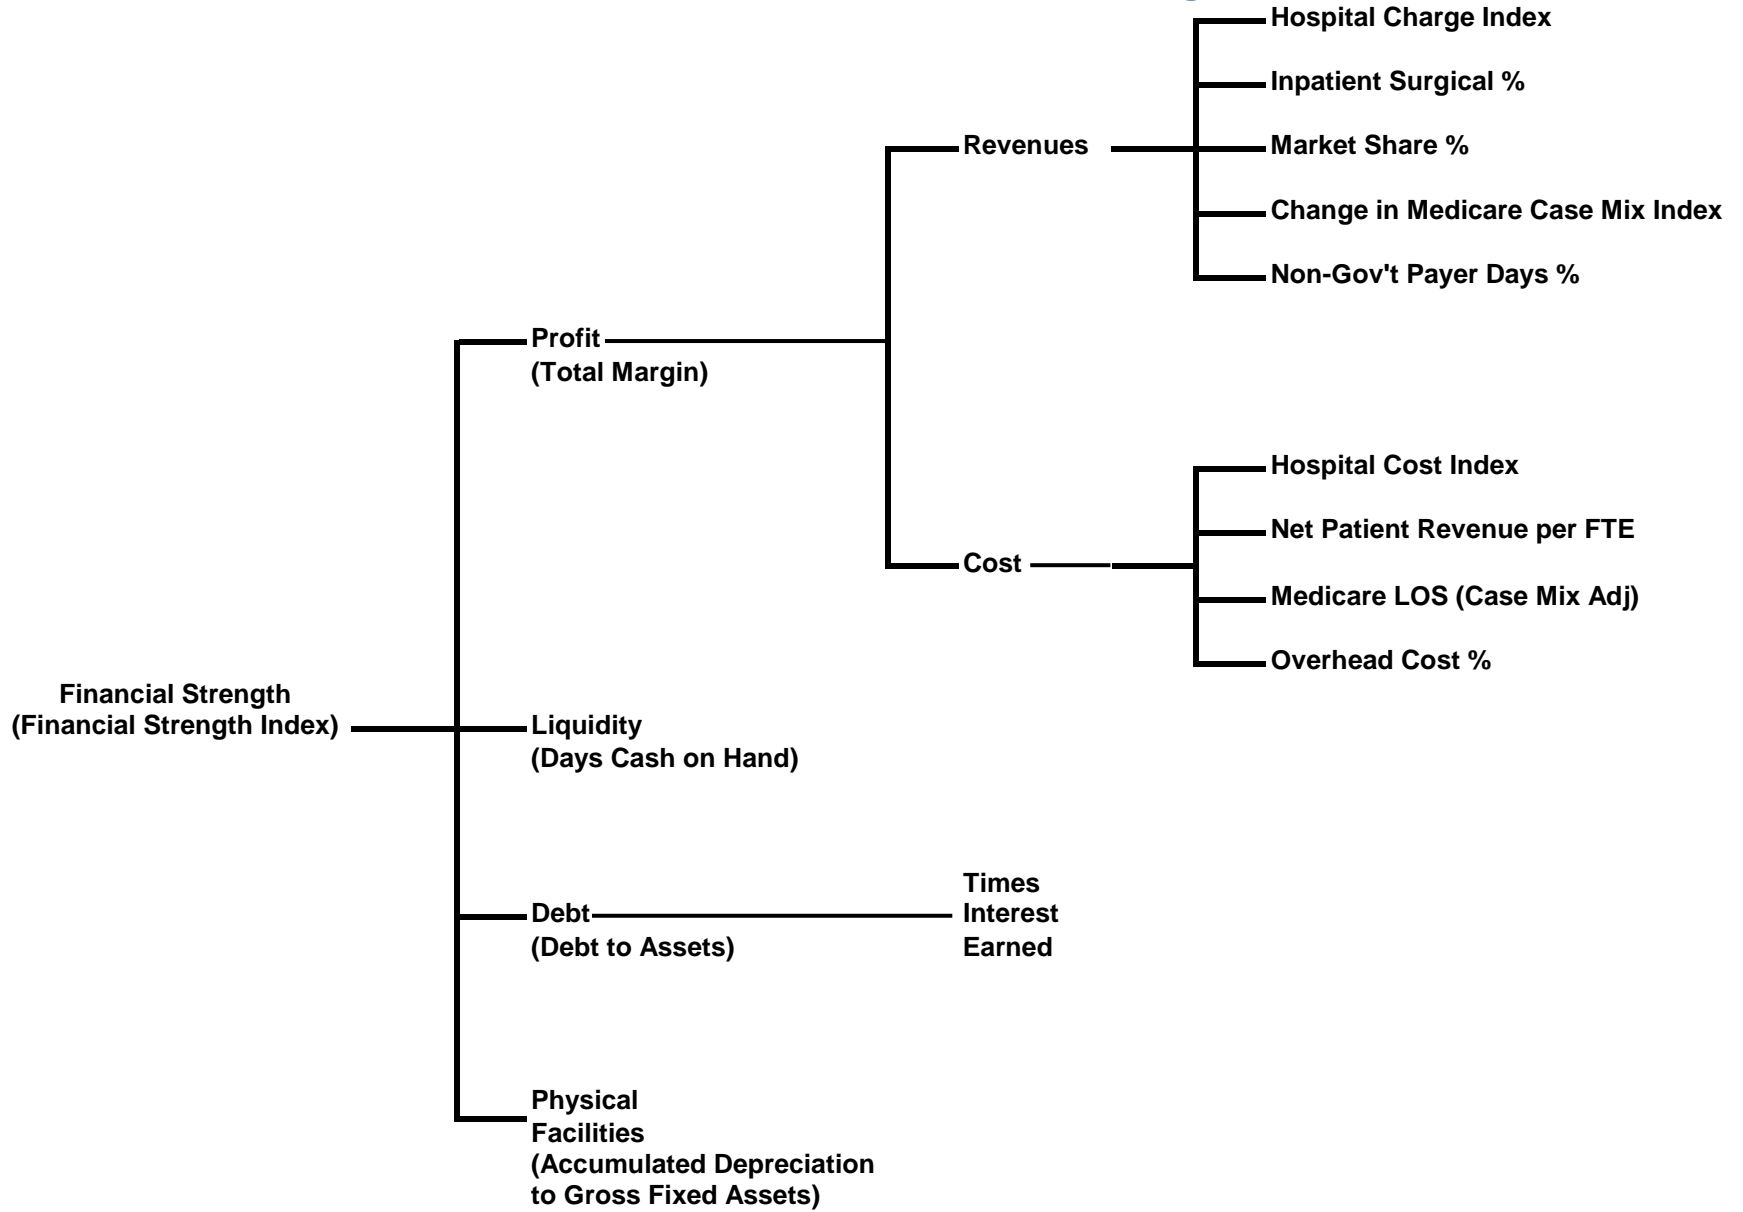 Hospital Charge Index
Inpatient Surgical %
Revenues
Market Share %
Change in Medicare Case Mix Index
Non-Gov't Payer Days %
Profit
(Total Margin)
Hospital Cost Index
Net Patient Revenue per FTE
Cost
Medicare LOS (Case Mix Adj)
Overhead Cost %
Financial Strength
(Financial Strength Index)
Liquidity
(Days Cash on Hand)
Debt
(Debt to Assets)
Times
Interest
Earned
Physical
Facilities
(Accumulated Depreciation
to Gross Fixed Assets)